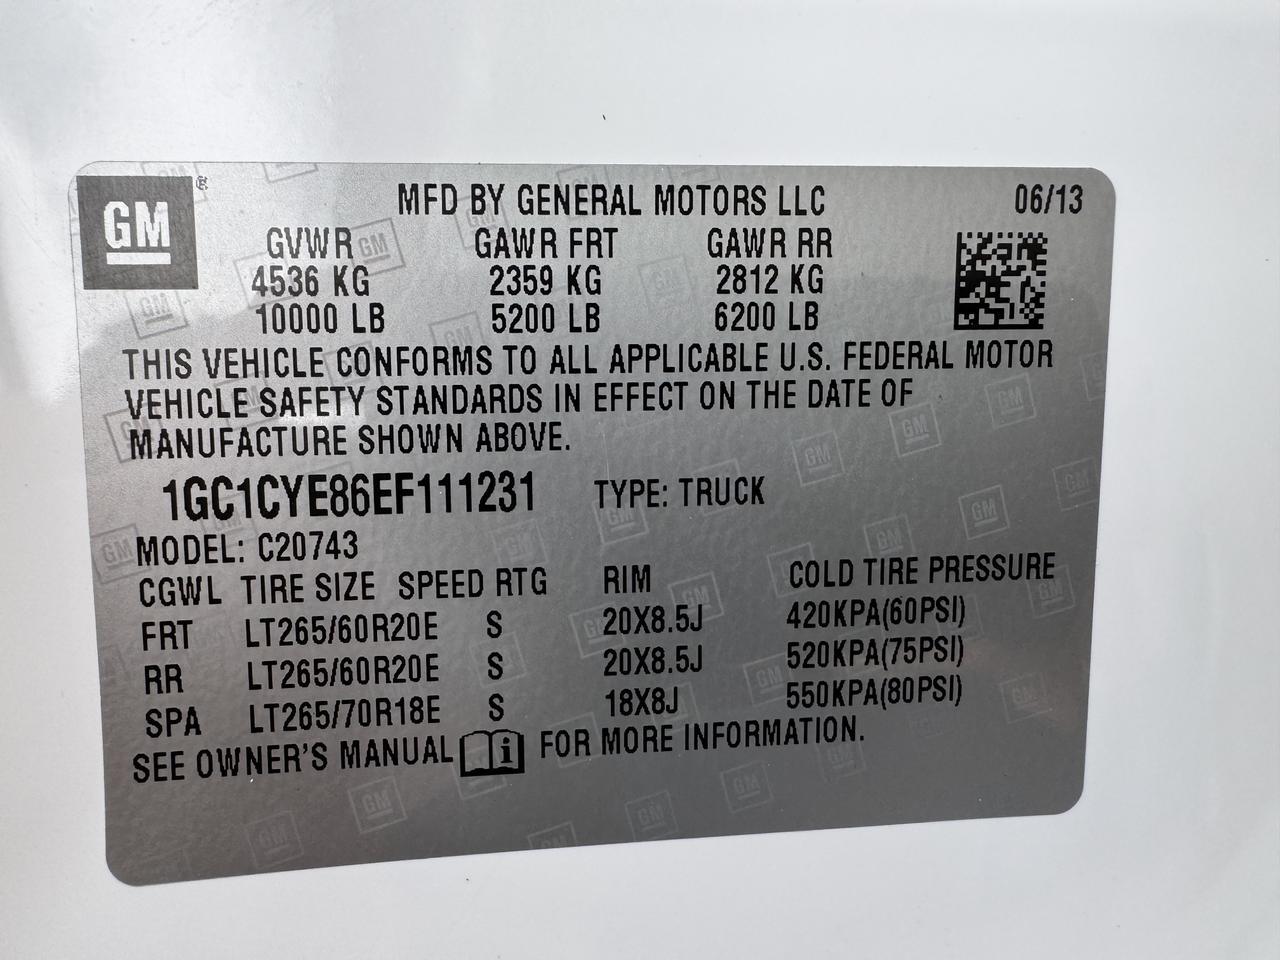 GM ®
MFD BY GENERAL MOTORS LLC 06/13
GVWR GAWR FRT GAWR RR
4536 KG 2359 KG 2812 KG
10000 LB 5200 LB 6200 LB
THIS VEHICLE CONFORMS TO ALL APPLICABLE U.S. FEDERAL MOTOR
VEHICLE SAFETY STANDARDS IN EFFECT ON THE DATE OF
MANUFACTURE SHOWN ABOVE.
1GC1CYE86EF111231 TYPE: TRUCK
MODEL: C20743
CGWL TIRE SIZE SPEED RTG RIM COLD TIRE PRESSURE
FRT LT265/60R20E S 20X8.5J 420KPA(60PSI)
RR LT265/60R20E S 20X8.5J 520KPA(75PSI)
SPA LT265/70R18E S 18X8J 550KPA(80PSI)
SEE OWNER'S MANUAL i FOR MORE INFORMATION.